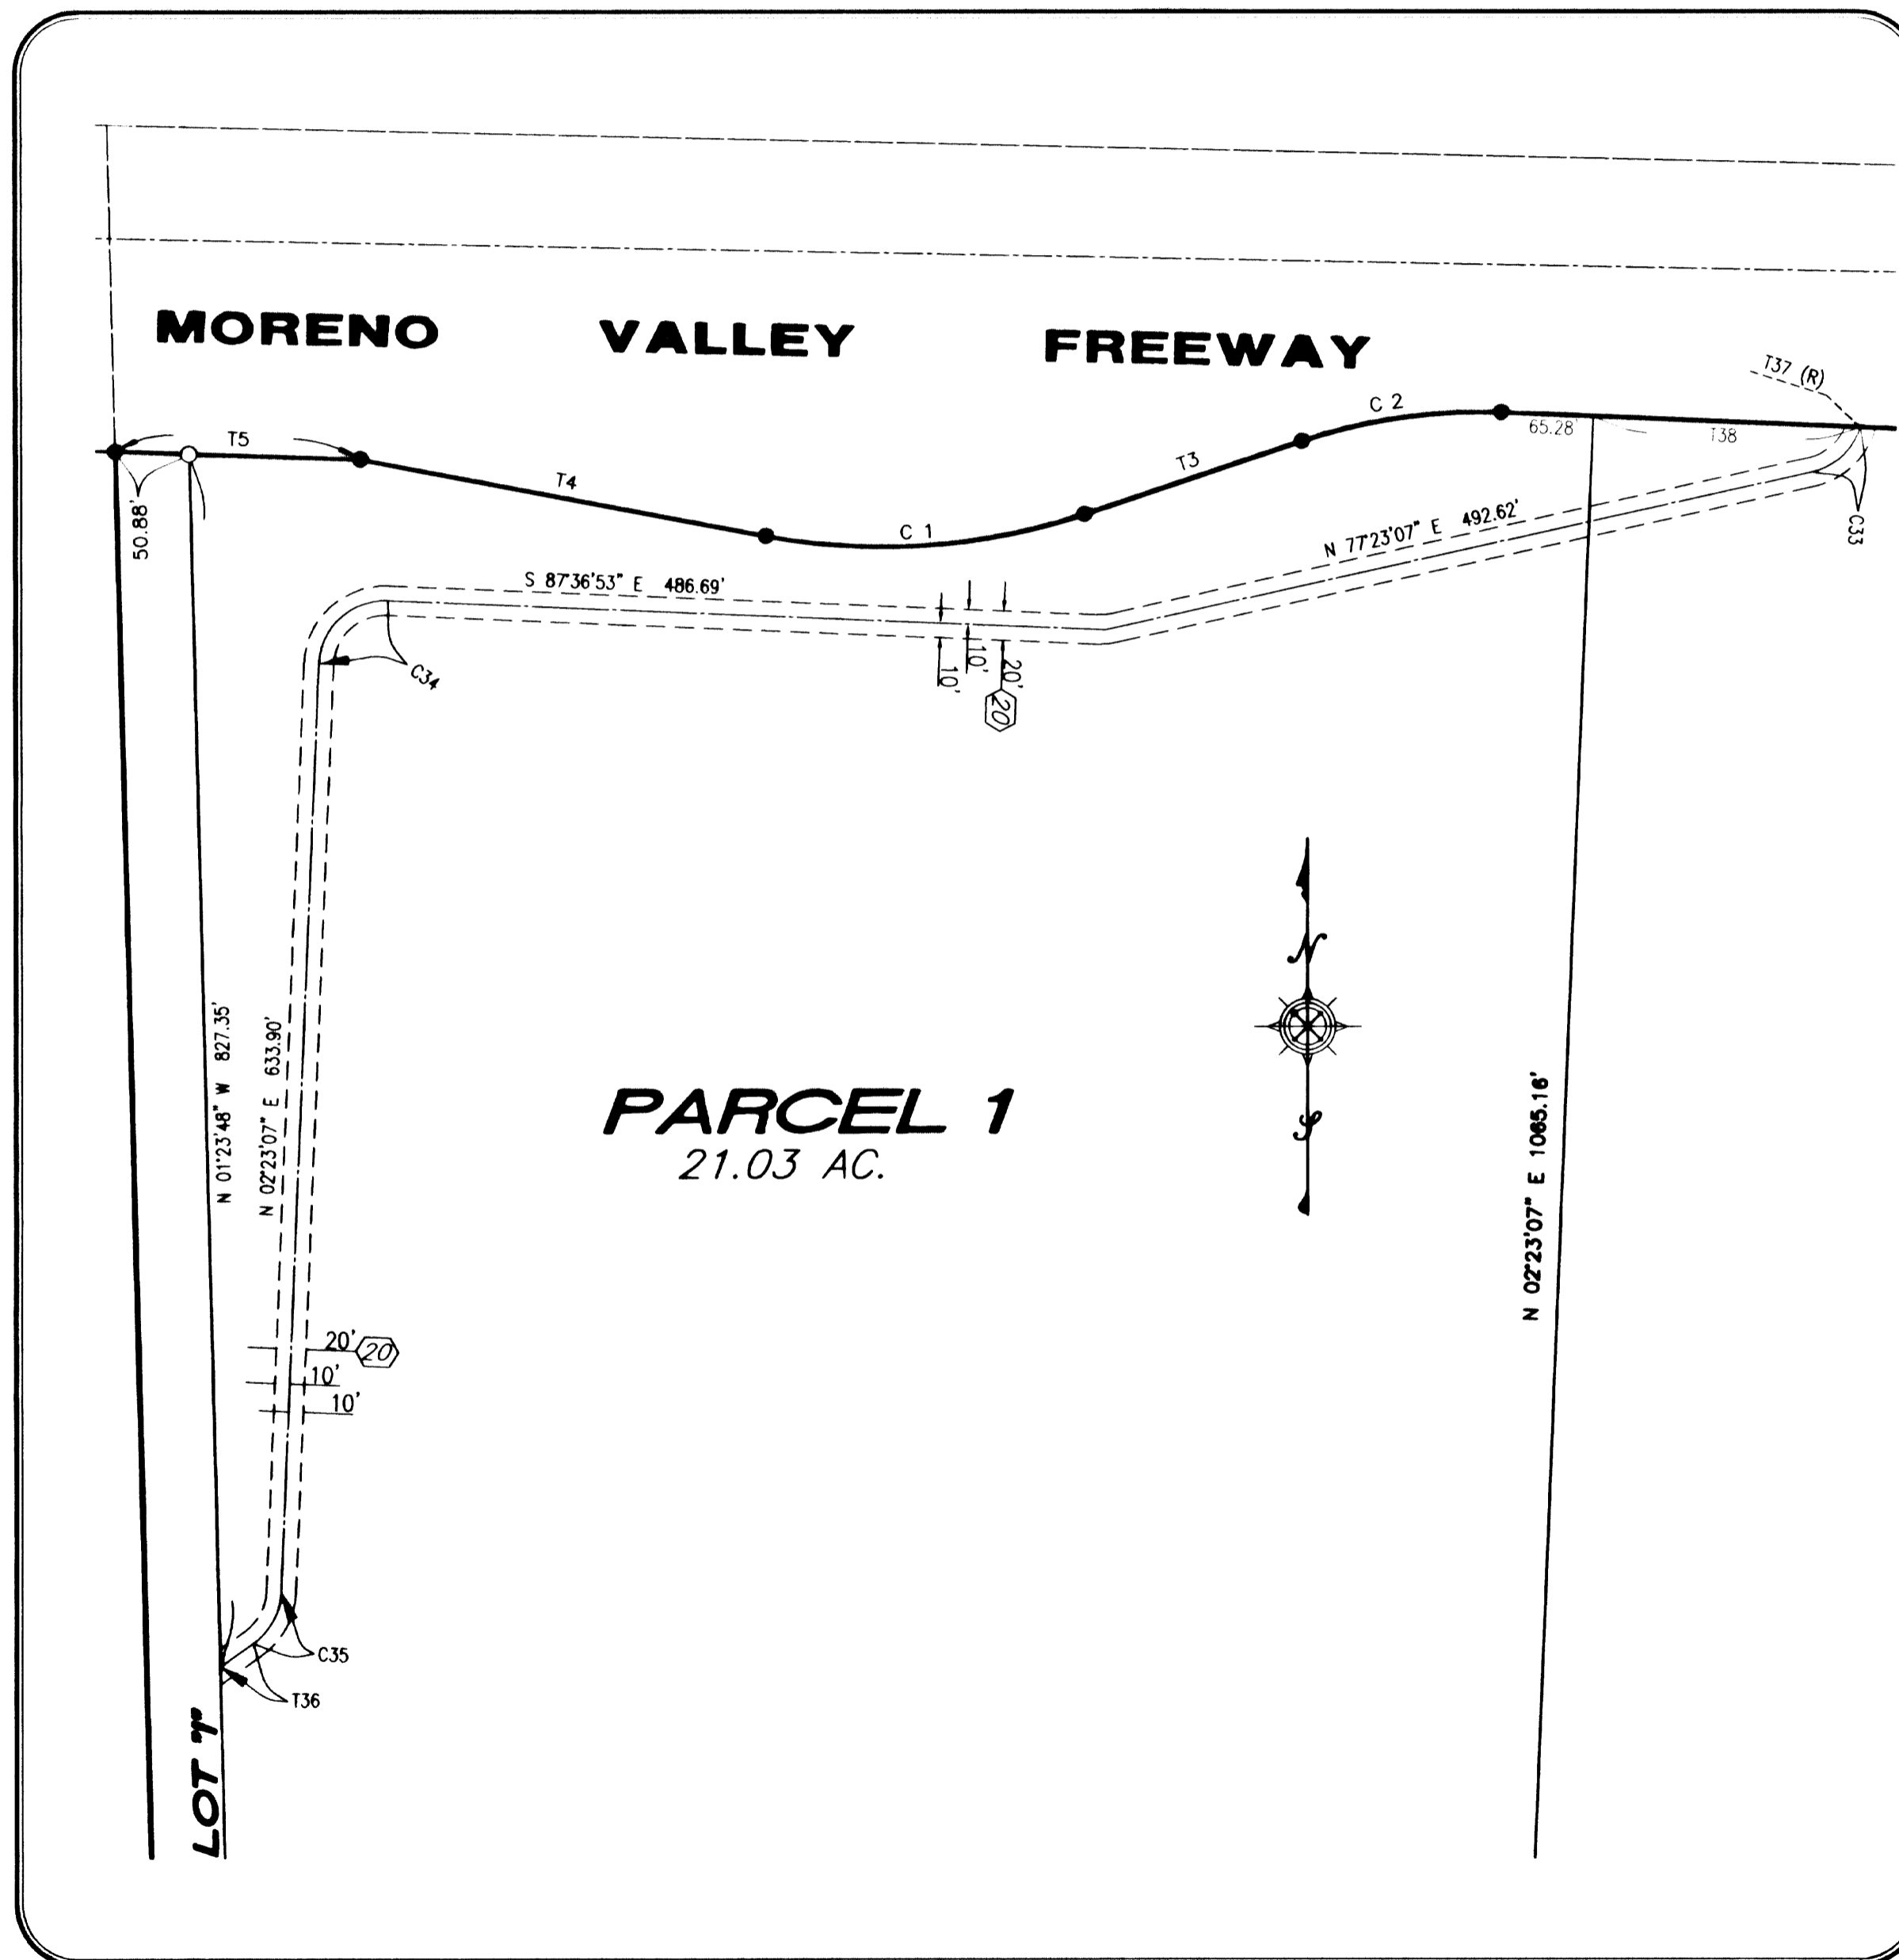 MORENO VALLEY FREEWAY
T37 (R)
C 2
65.28'
T38
T5
T3
T4
50.88'
C 1
N 77°23'07" E 492.62'
C33
S 87°36'53" E 486.69'
10'
10'
20'
20
C34
N
N 01°23'48" W 827.35'
N 02°23'07" E 633.90'
PARCEL 1
21.03 AC.
S
N 02°23'07" E 1065.16'
20'
20
10'
10'
C35
T36
LOT